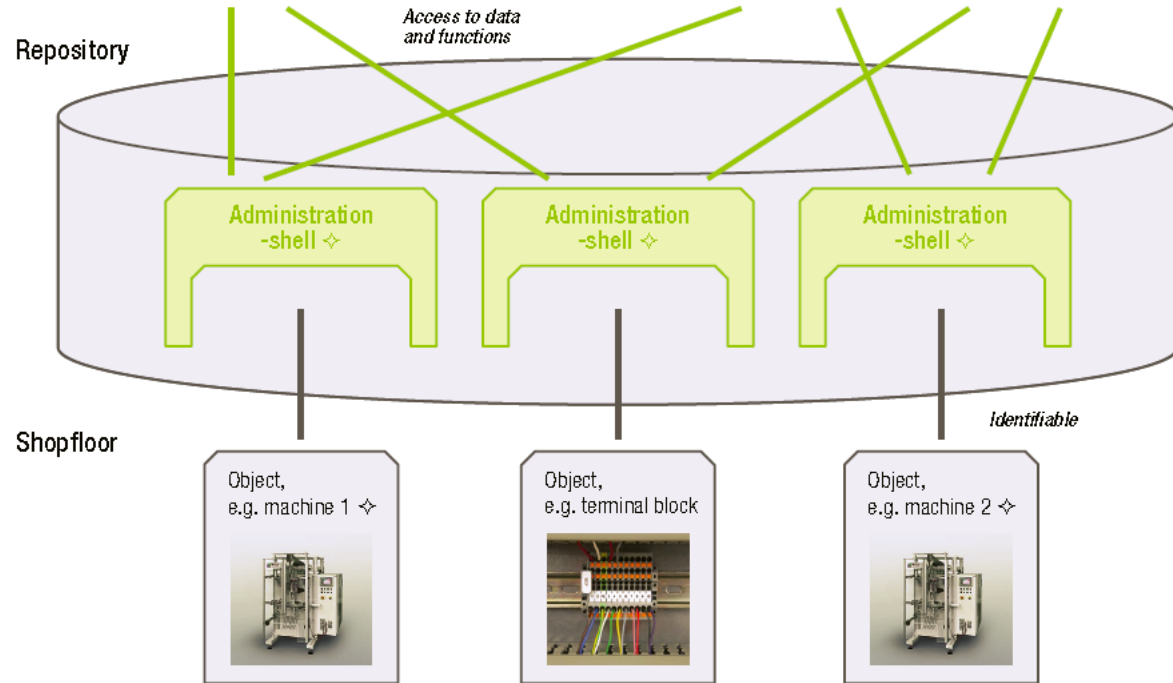 Access to data
and functions
Repository
Administration
-shell ✧
Administration
-shell ✧
Administration
-shell ✧
Identifiable
Shopfloor
Object,
e.g. machine 1 ✧
Object,
e.g. terminal block
Object,
e.g. machine 2 ✧